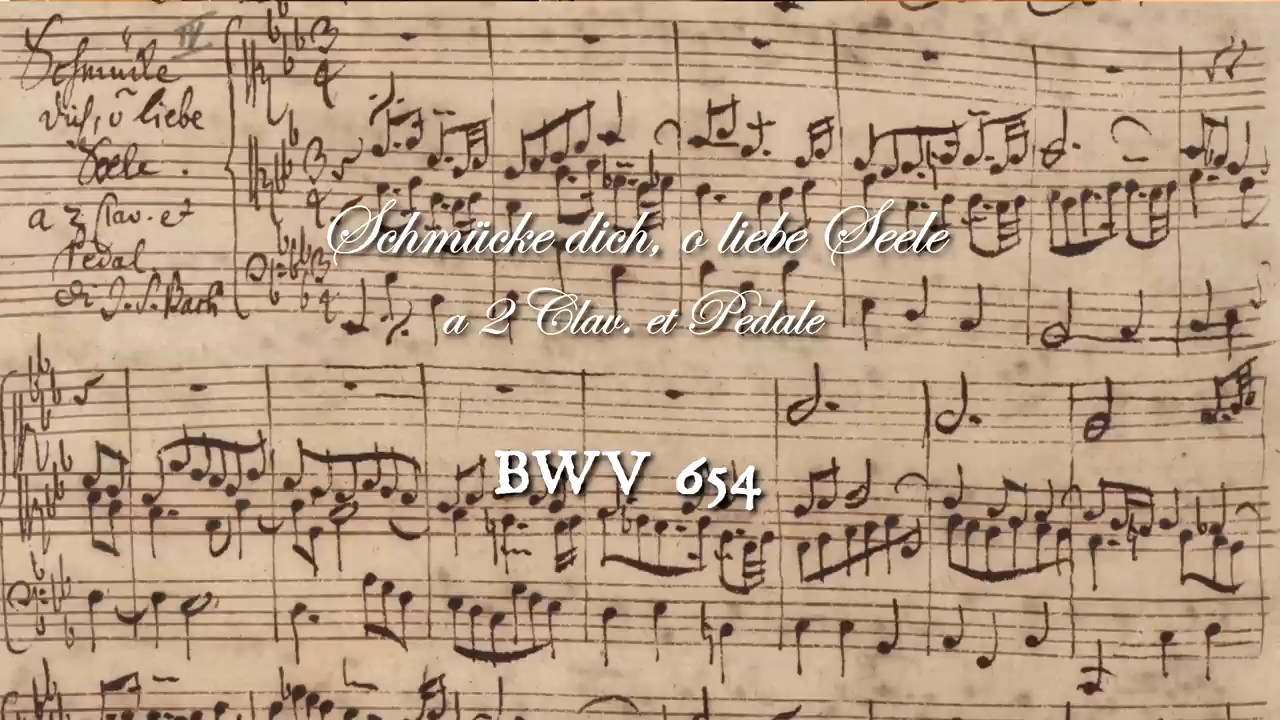 IV
Schmücke
dich, o liebe
Seele.
a 2 Clav. et
Pedal
di J. S. Bach
Schmücke dich, o liebe Seele
a 2 Clav. et Pedale
BWV 654